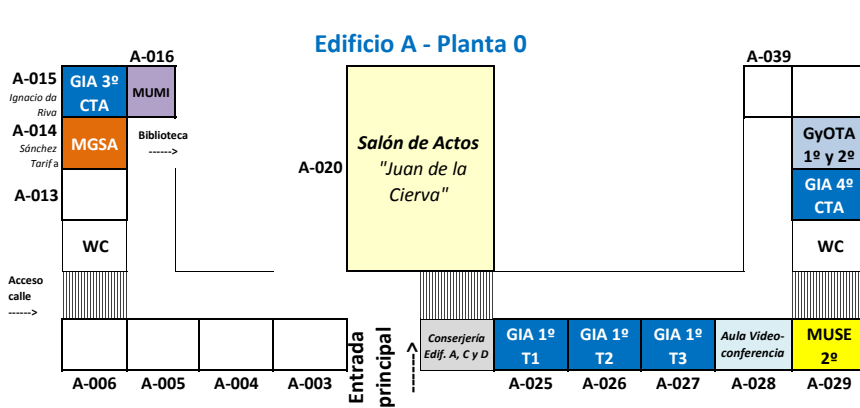 Edificio A - Planta 0
A-016
A-039
A-015
Ignacio da
Riva
GIA 3º
CTA
MUMI
A-014
Sánchez
Tarif a
MGSA
Biblioteca
------>
A-013
WC
Acceso
calle
------>
A-020
Salón de Actos
"Juan de la
Cierva"
GyOTA
1º y 2º
GIA 4º
CTA
WC
Entrada
principal
------>
Conserjería
Edif. A, C y D
GIA 1º
T1
GIA 1º
T2
GIA 1º
T3
Aula Video-
conferencia
MUSE
2º
A-006
A-005
A-004
A-003
A-025
A-026
A-027
A-028
A-029